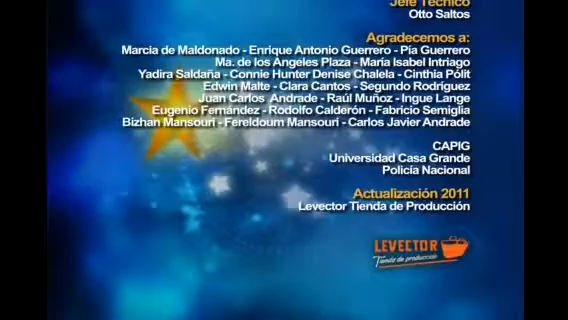 Jefe Técnico
Otto Saltos
Agradecemos a:
Marcia de Maldonado - Enrique Antonio Guerrero - Pía Guerrero
Ma. de los Angeles Plaza - María Isabel Intriago
Yadira Saldaña - Connie Hunter Denise Chalela - Cinthia Pólit
Edwin Malte - Clara Cantos - Segundo Rodríguez
Juan Carlos Andrade - Raúl Muñoz - Ingue Lange
Eugenio Fernández - Rodolfo Calderón - Fabricio Semiglia
Bizhan Mansouri - Fereldoum Mansouri - Carlos Javier Andrade
CAPIG
Universidad Casa Grande
Policía Nacional
Actualización 2011
Levector Tienda de Producción
LEVECTOR
Tienda de producción